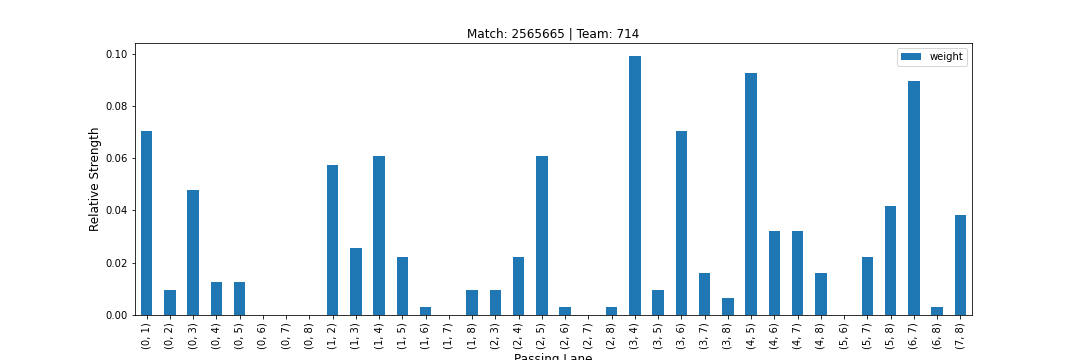 Match: 2565665 | Team: 714
weight
Relative Strength
0.10
0.08
0.06
0.04
0.02
0.00
(0, 1) (0, 2) (0, 3) (0, 4) (0, 5) (0, 6) (0, 7) (0, 8) (1, 2) (1, 3) (1, 4) (1, 5) (1, 6) (1, 7) (1, 8) (2, 3) (2, 4) (2, 5) (2, 6) (2, 7) (2, 8) (3, 4) (3, 5) (3, 6) (3, 7) (3, 8) (4, 5) (4, 6) (4, 7) (4, 8) (5, 6) (5, 7) (5, 8) (6, 7) (6, 8) (7, 8)
Passing Lane